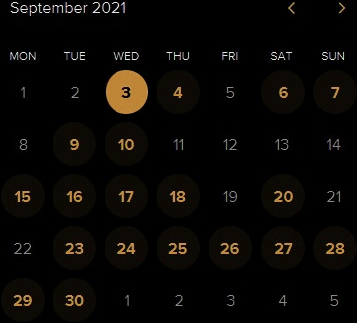 September 2021
MON TUE WED THU FRI SAT SUN
1 2 3 4 5 6 7
8 9 10 11 12 13 14
15 16 17 18 19 20 21
22 23 24 25 26 27 28
29 30 1 2 3 4 5